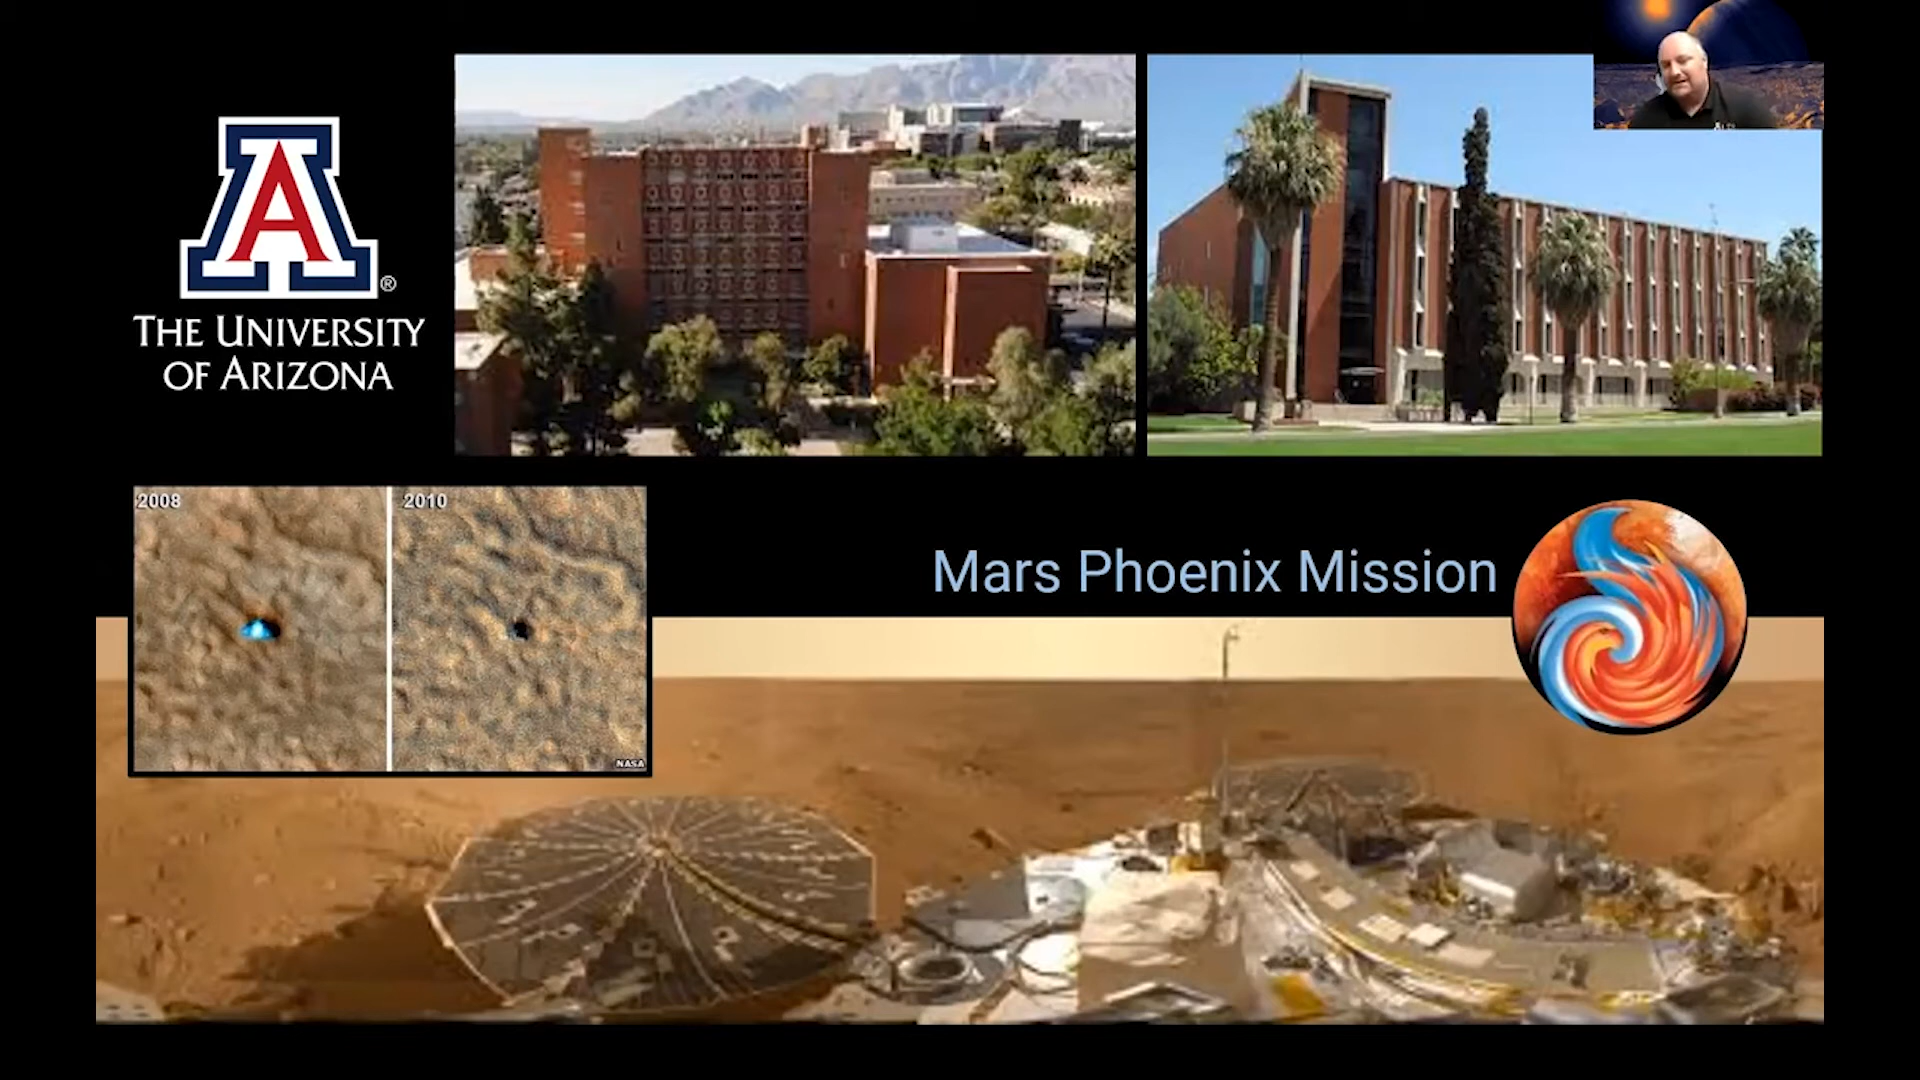 A
®
THE UNIVERSITY
OF ARIZONA
2008
2010
NASA
Mars Phoenix Mission